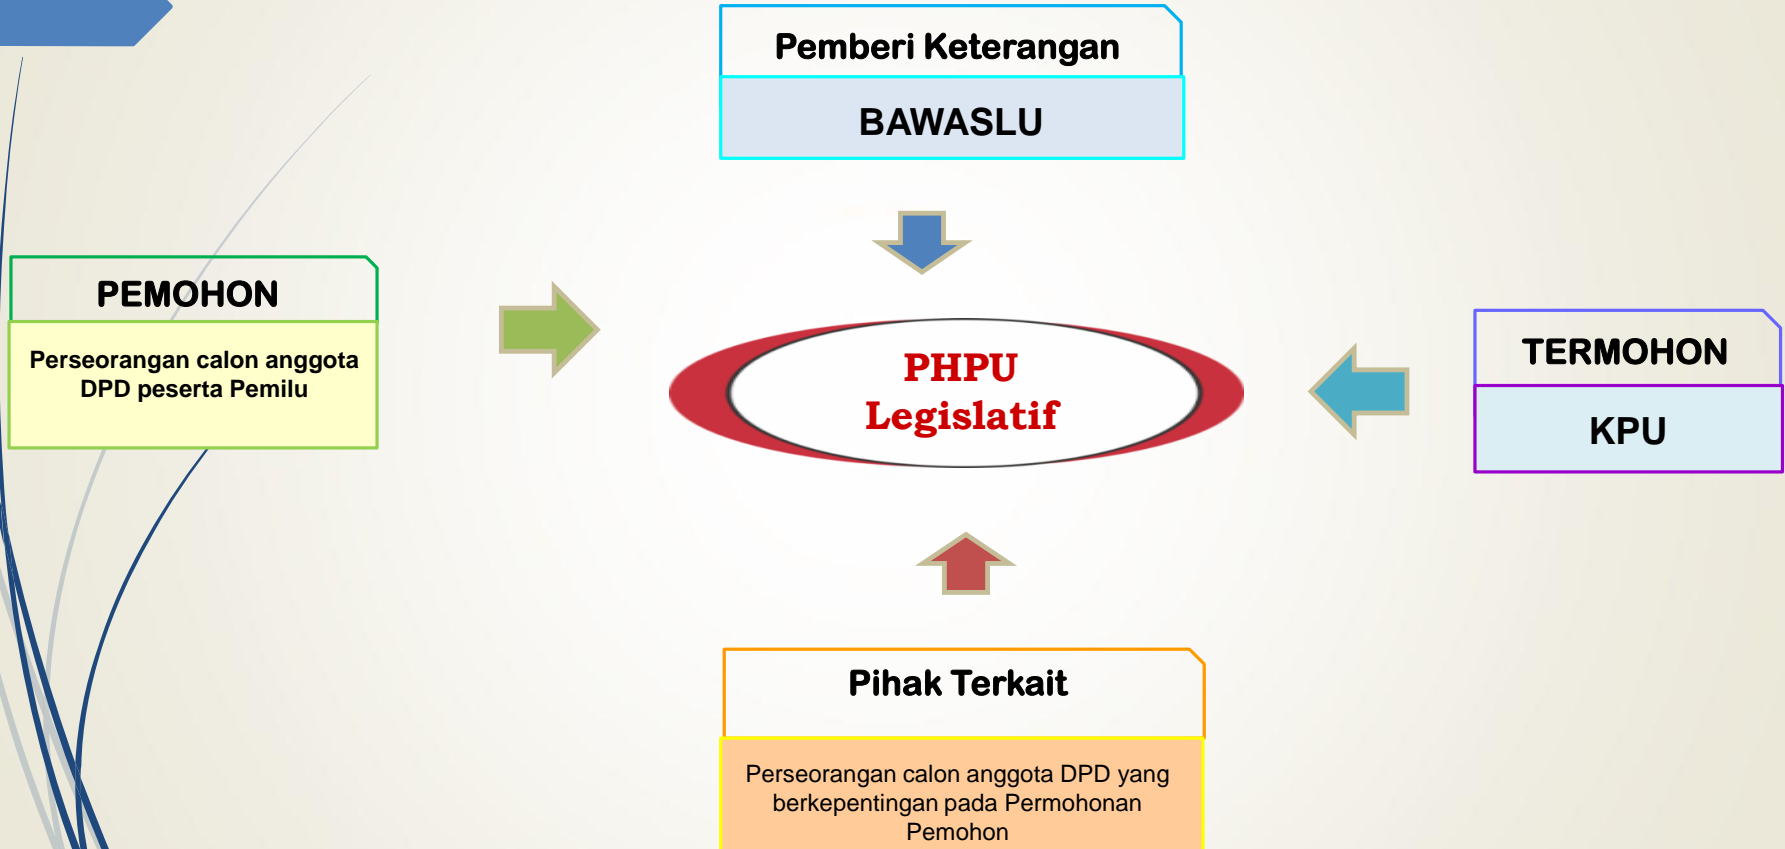 Pemberi Keterangan
BAWASLU
PEMOHON
Perseorangan calon anggota
DPD peserta Pemilu
PHPU
Legislatif
TERMOHON
KPU
Pihak Terkait
Perseorangan calon anggota DPD yang
berkepentingan pada Permohonan
Pemohon